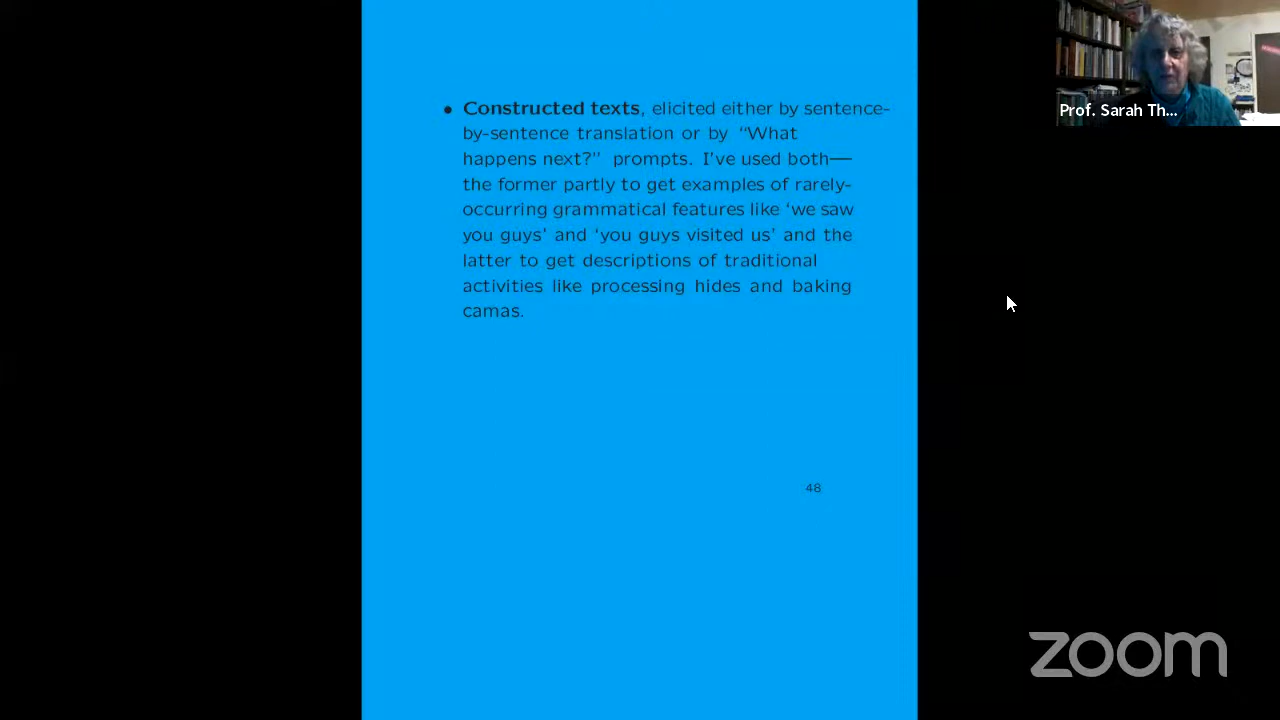 • Constructed texts, elicited either by sentence-
by-sentence translation or by “What
happens next?” prompts. I’ve used both—
the former partly to get examples of rarely-
occurring grammatical features like ‘we saw
you guys’ and ‘you guys visited us’ and the
latter to get descriptions of traditional
activities like processing hides and baking
camas.
48
Prof. Sarah Th...
zoom